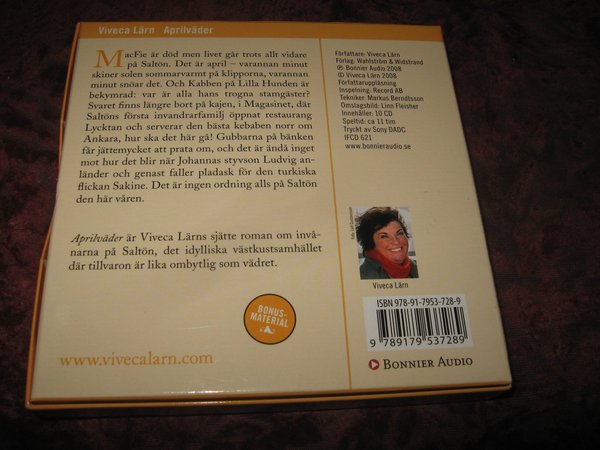 Viveca Lärn Aprilväder
MacFie är död men livet går trots allt vidare
på Saltön. Det är april – varannan minut
skiner solen sommarvarmt på klipporna, varannan
minut snöar det. Och Kabben på Lilla Hunden är
bekymrad: var är alla hans trogna stamgäster?
Svaret finns längre bort på kajen, i Magasinet, där
Saltöns första invandrarfamilj öppnat restaurang
Lycktan och serverar den bästa kebaben norr om
Ankara, hur ska det här gå! Gubbarna på bänken
får jättemycket att prata om, och det är ändå inget
mot hur det blir när Johannas styvson Ludvig an-
länder och genast faller pladask för den turkiska
flickan Sakine. Det är ingen ordning alls på Saltön
den här våren.
Aprilväder är Viveca Lärns sjätte roman om invå-
narna på Saltön, det idylliska västkustsamhället
där tillvaron är lika ombytlig som vädret.
BONUS-
MATERIAL
www.vivecalarn.com
Författare: Viveca Lärn
Förlag: Wahlström & Widstrand
℗ Bonnier Audio 2008
© Viveca Lärn 2008
Författaruppläsning
Inspelning: Record AB
Tekniker: Markus Berndtsson
Omslagsbild: Linn Fleisher
Innehåller: 10 CD
Speltid: ca 11 tim
Tryckt av Sony DADC
IFCD 621
www.bonnieraudio.se
Viveca Lärn
ISBN 978-91-7953-728-9
9 789179 537289
BONNIER AUDIO